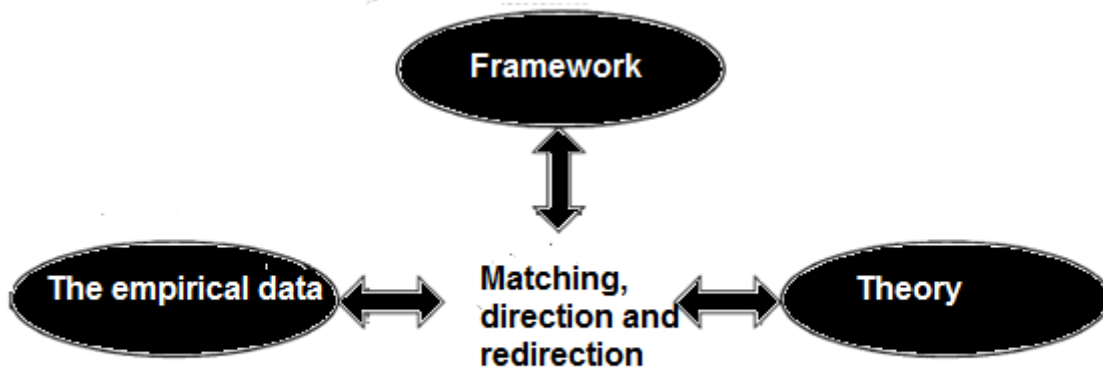 Framework
The empirical data
Matching,
direction and
redirection
Theory